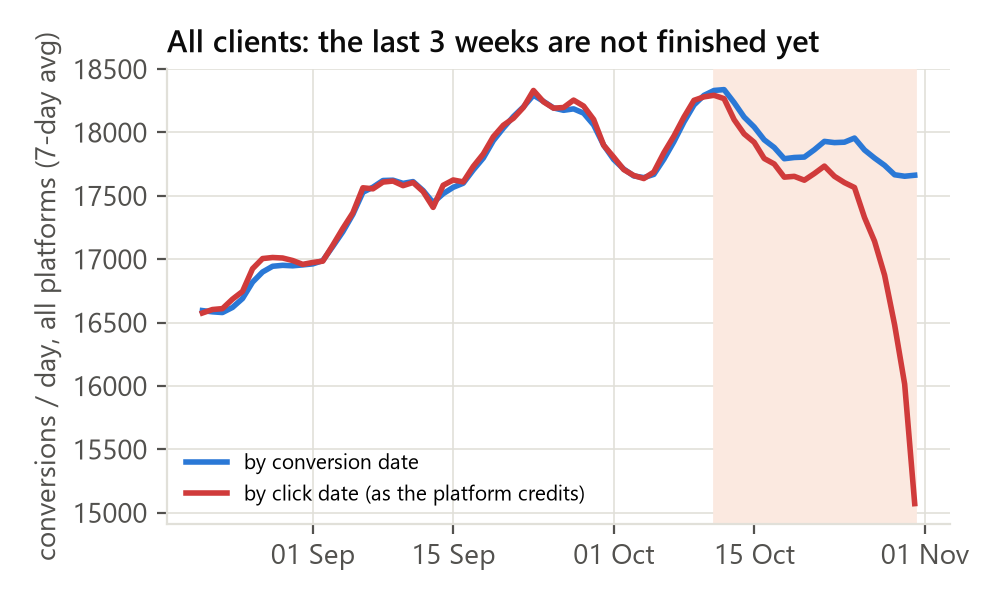 All clients: the last 3 weeks are not finished yet
conversions / day, all platforms (7-day avg)
18500
18000
17500
17000
16500
16000
15500
15000
by conversion date
by click date (as the platform credits)
01 Sep
15 Sep
01 Oct
15 Oct
01 Nov